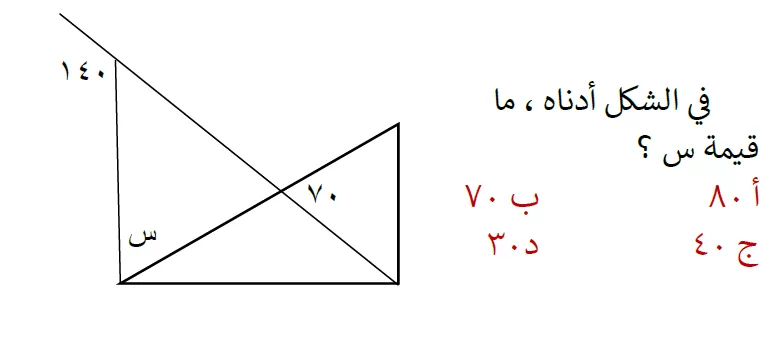 في الشكل أدناه ، ما
قيمة س ؟
أ ٨٠ ب ٧٠
ج ٤٠ د ٣٠
١٤٠
٧٠
س